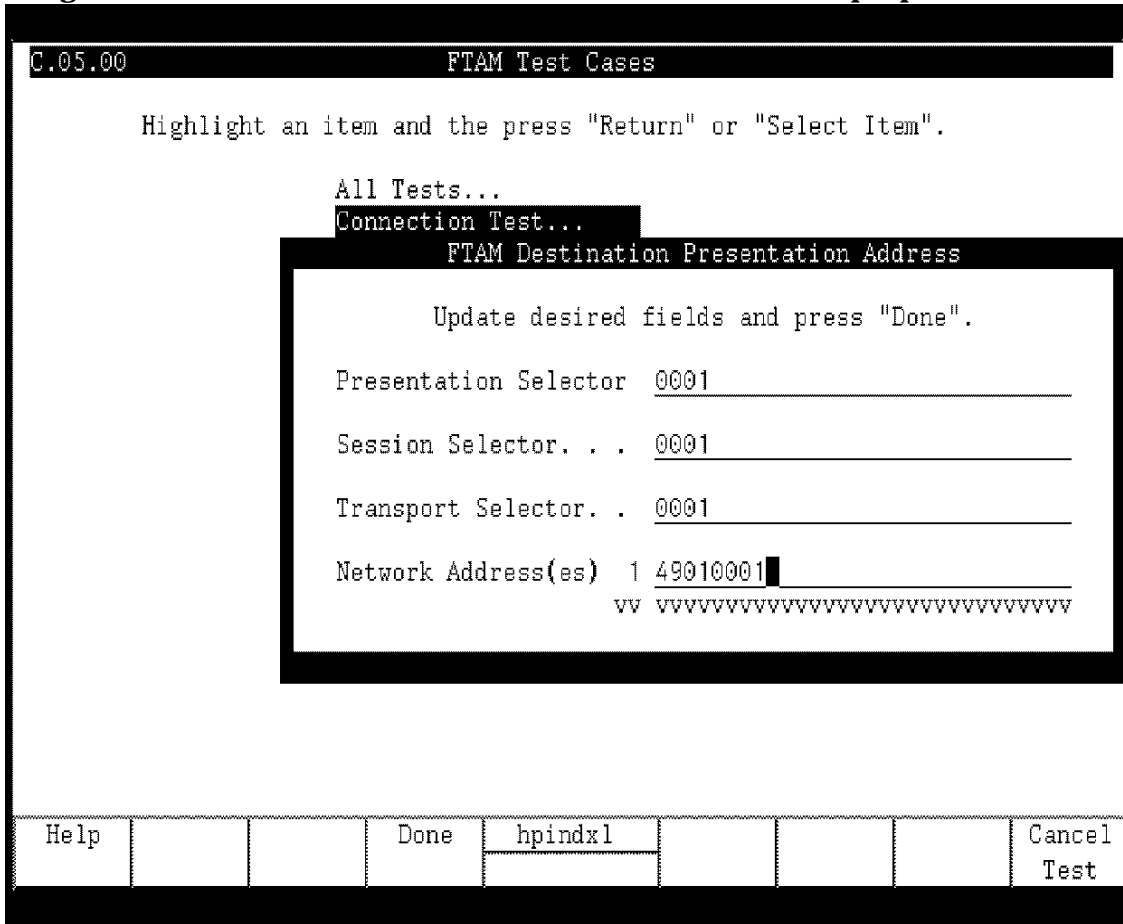 C.05.00 FTAM Test Cases
Highlight an item and the press "Return" or "Select Item".
All Tests...
Connection Test...
FTAM Destination Presentation Address
Update desired fields and press "Done".
Presentation Selector 0001
Session Selector. . . 0001
Transport Selector. . 0001
Network Address(es) 1 49010001
vv vvvvvvvvvvvvvvvvvvvvvvvvvvvvvv
Help Done hpindxl Cancel
Test